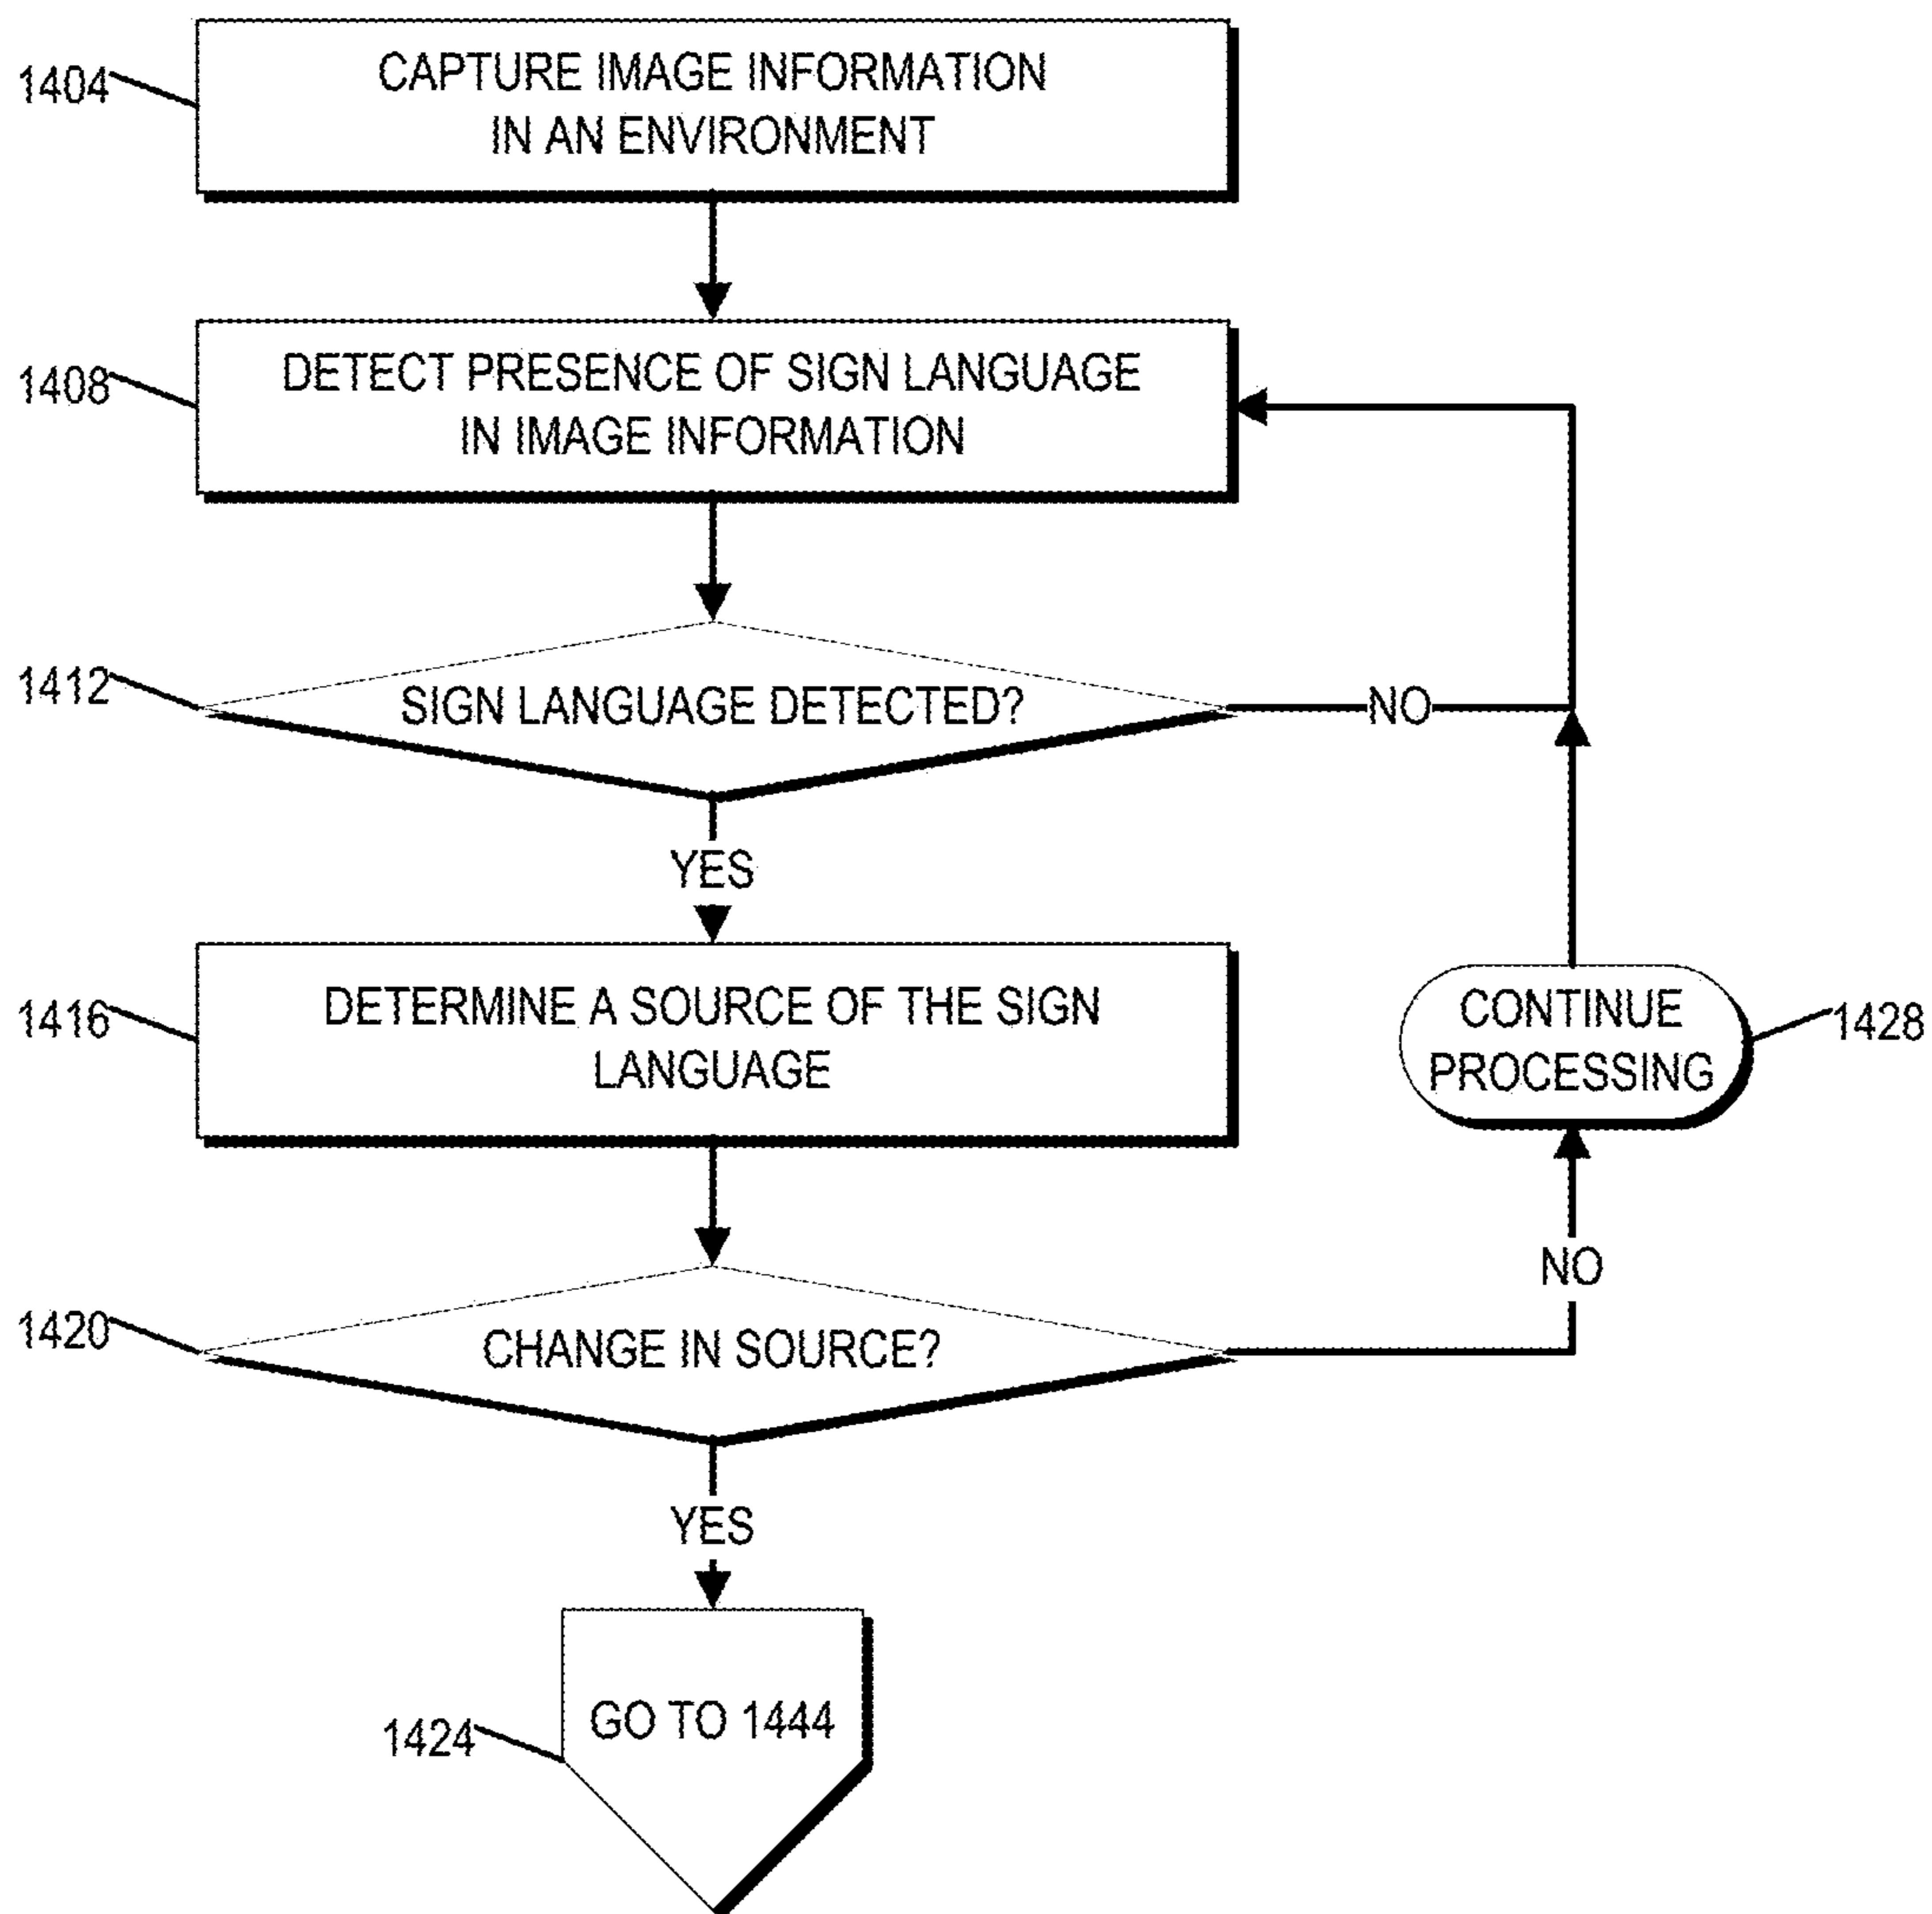 1404
CAPTURE IMAGE INFORMATION
IN AN ENVIRONMENT
1408
DETECT PRESENCE OF SIGN LANGUAGE
IN IMAGE INFORMATION
1412
SIGN LANGUAGE DETECTED?
NO
YES
1416
DETERMINE A SOURCE OF THE SIGN
LANGUAGE
CONTINUE
PROCESSING
1428
1420
CHANGE IN SOURCE?
NO
YES
1424
GO TO 1444